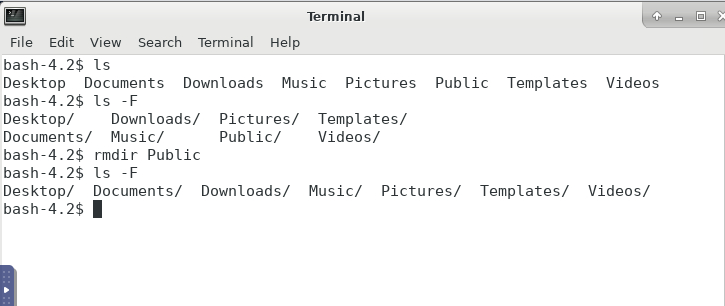 Terminal
File Edit View Search Terminal Help
bash-4.2$ ls
Desktop  Documents  Downloads  Music  Pictures  Public  Templates  Videos
bash-4.2$ ls -F
Desktop/    Downloads/  Pictures/  Templates/
Documents/  Music/      Public/    Videos/
bash-4.2$ rmdir Public
bash-4.2$ ls -F
Desktop/  Documents/  Downloads/  Music/  Pictures/  Templates/  Videos/
bash-4.2$